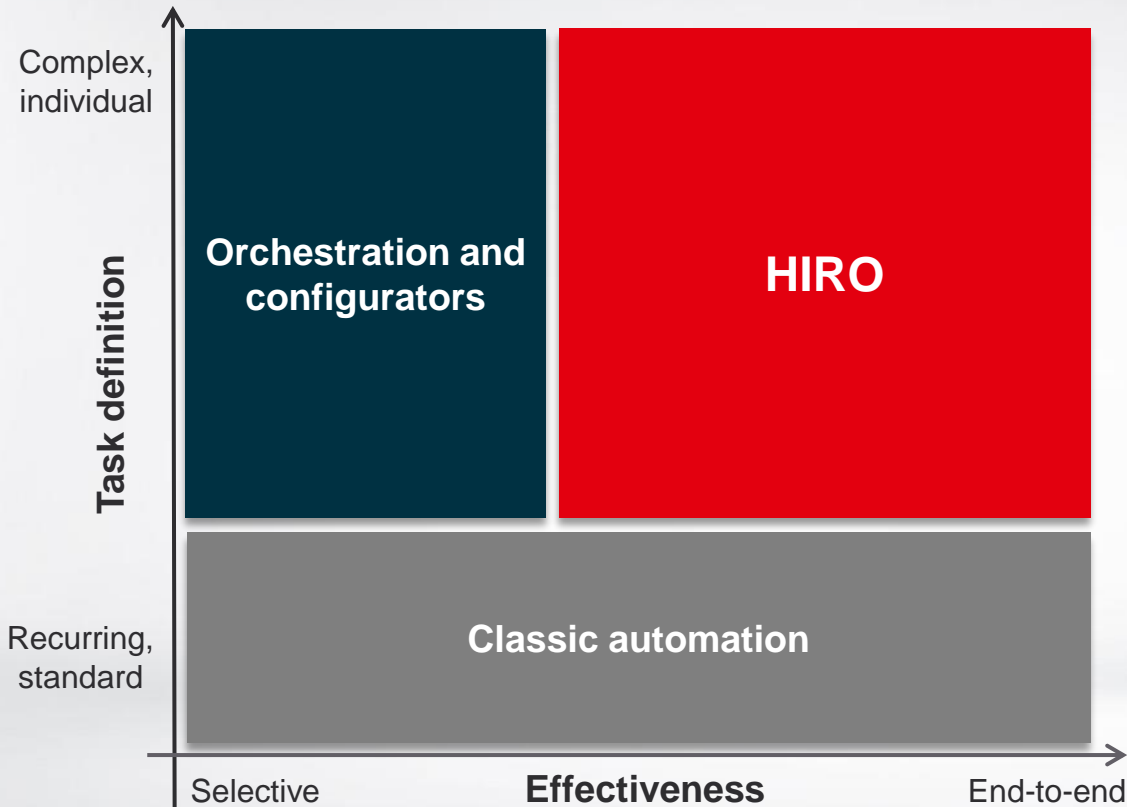 Complex,
individual
Orchestration and
configurators
HIRO
Task definition
Recurring,
standard
Classic automation
Selective
Effectiveness
End-to-end